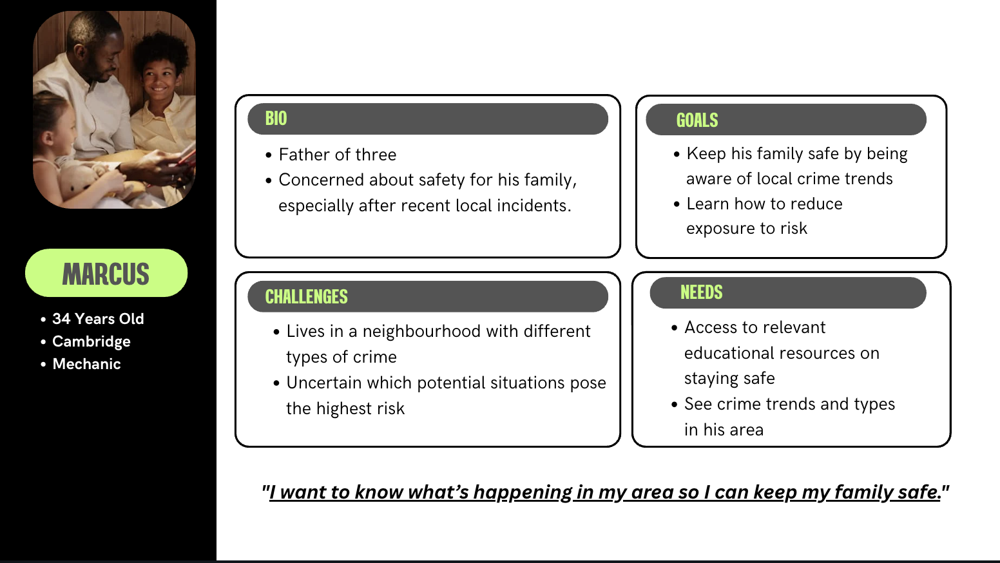 MARCUS
• 34 Years Old
• Cambridge
• Mechanic
BIO
• Father of three
• Concerned about safety for his family,
especially after recent local incidents.
GOALS
• Keep his family safe by being
aware of local crime trends
• Learn how to reduce
exposure to risk
CHALLENGES
• Lives in a neighbourhood with different
types of crime
• Uncertain which potential situations pose
the highest risk
NEEDS
• Access to relevant
educational resources on
staying safe
• See crime trends and types
in his area
"I want to know what’s happening in my area so I can keep my family safe."